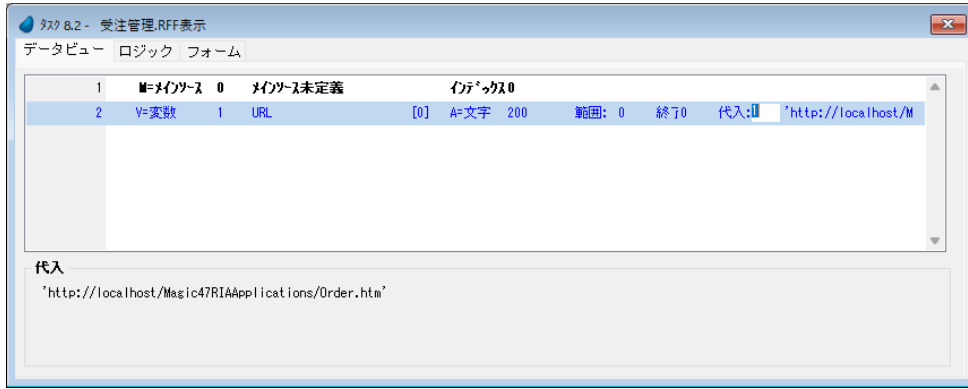 ﾀｽｸ 8.2 - 受注管理.RFF表示
データビュー ロジック フォーム
1 M=ﾒｲﾝｿｰｽ 0 ﾒｲﾝｿｰｽ未定義 ｲﾝﾃﾞｯｸｽ 0
2 V=変数 1 URL [0] A=文字 200 範囲: 0 終了0 代入:1 'http://localhost/M
代入
'http://localhost/Magic47RIAApplications/Order.htm'